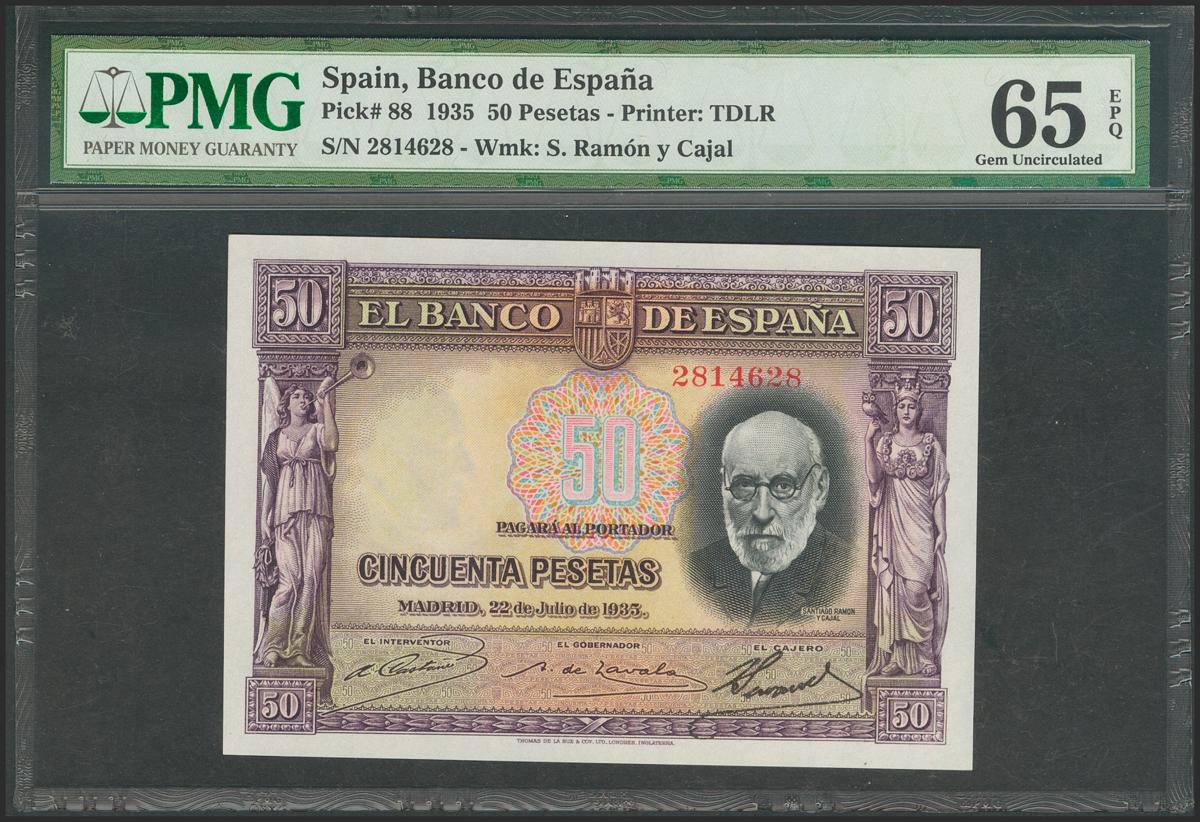 PMG
PAPER MONEY GUARANTY
Spain, Banco de España
Pick# 88 1935 50 Pesetas - Printer: TDLR
S/N 2814628 - Wmk: S. Ramón y Cajal
65
EPQ
Gem Uncirculated
50
EL BANCO DE ESPAÑA
50
2814628
50
PAGARÁ AL PORTADOR
CINCUENTA PESETAS
MADRID, 22 de Julio de 1935.
SANTIAGO RAMON
Y CAJAL
EL INTERVENTOR
EL GOBERNADOR
EL CAJERO
A. de Zavala
50
50
THOMAS DE LA RUE & COY, LTD. LONDRES, INGLATERRA.